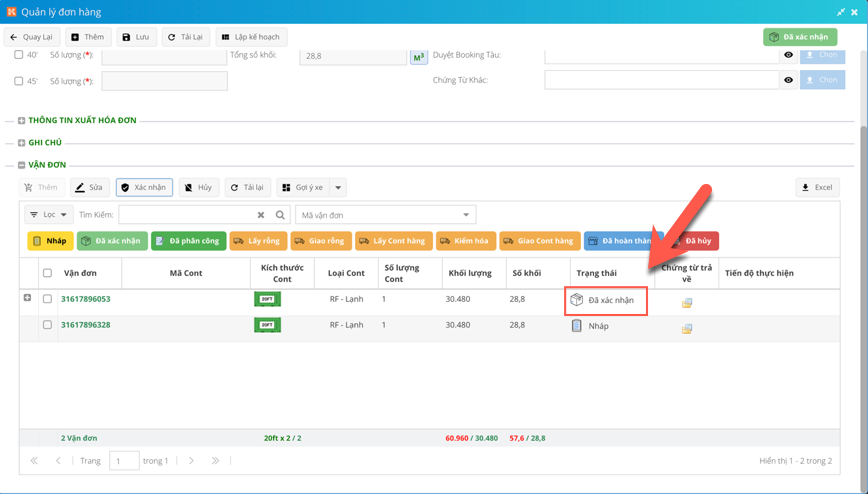 Quản lý đơn hàng
Quay Lại Thêm Lưu Tải Lại Lập kế hoạch Đã xác nhận
40' Số lượng (*): Tổng số khối: 28,8 M³ Duyệt Booking Tàu: Chọn
45' Số lượng (*): Chứng Từ Khác: Chọn
THÔNG TIN XUẤT HÓA ĐƠN
GHI CHÚ
VẬN ĐƠN
Thêm Sửa Xác nhận Hủy Tải lại Gợi ý xe Excel
Lọc Tìm Kiếm: Mã vận đơn
Nháp Đã xác nhận Đã phân công Lấy rỗng Giao rỗng Lấy Cont hàng Kiểm hóa Giao Cont hàng Đã hoàn thàn Đã hủy
Vận đơn Mã Cont Kích thước Cont Loại Cont Số lượng Cont Khối lượng Số khối Trạng thái Chứng từ trả về Tiến độ thực hiện
31617896053 20FT RF - Lạnh 1 30.480 28,8 Đã xác nhận
31617896328 20FT RF - Lạnh 1 30.480 28,8 Nháp
2 Vận đơn 20ft x 2 / 2 60.960 / 30.480 57,6 / 28,8
Trang 1 trong 1 Hiển thị 1 - 2 trong 2